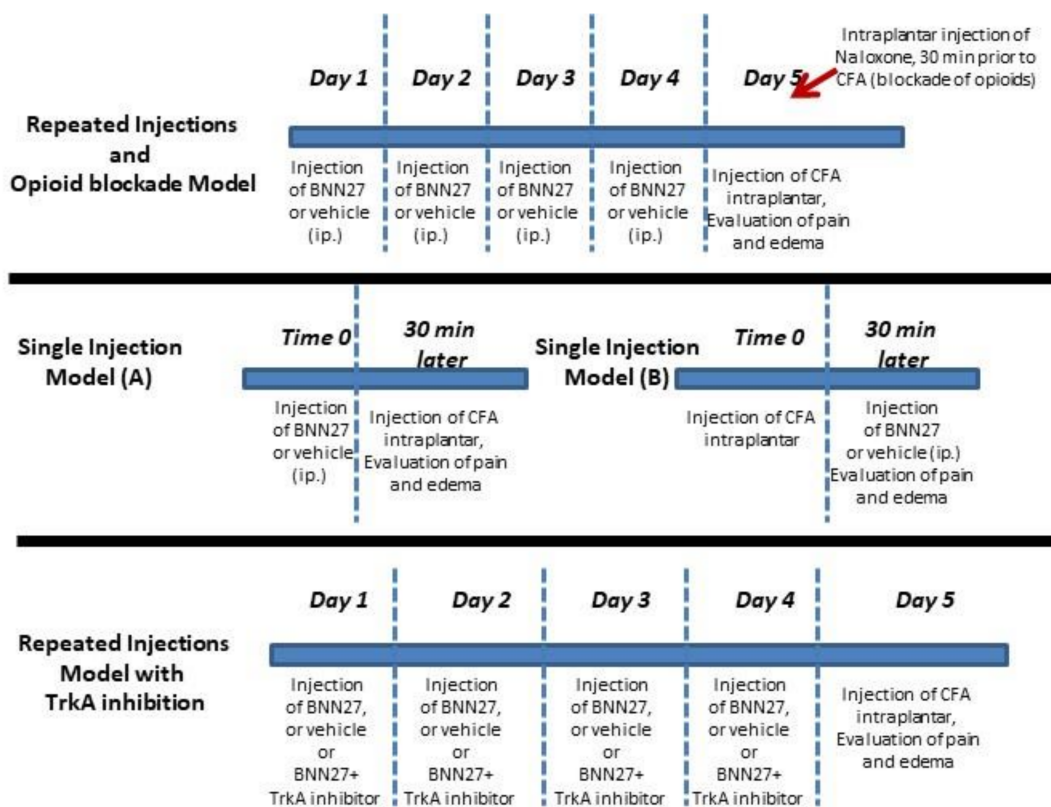 Intraplantar injection of
Naloxone, 30 min prior to
CFA (blockade of opioids)
Day 1 Day 2 Day 3 Day 4 Day 5
Repeated Injections
and
Opioid blockade Model
Injection
of BNN27
or vehicle
(ip.)
Injection
of BNN27
or vehicle
(ip.)
Injection
of BNN27
or vehicle
(ip.)
Injection
of BNN27
or vehicle
(ip.)
Injection of CFA
intraplantar,
Evaluation of pain
and edema
Single Injection
Model (A)
Time 0
30 min
later
Injection
of BNN27
or vehicle
(ip.)
Injection of CFA
intraplantar,
Evaluation of pain
and edema
Single Injection
Model (B)
Time 0
30 min
later
Injection of CFA
intraplantar
Injection
of BNN27
or vehicle (ip.)
Evaluation of pain
and edema
Day 1 Day 2 Day 3 Day 4 Day 5
Repeated Injections
Model with
TrkA inhibition
Injection
of BNN27,
or vehicle
or
BNN27+
TrkA inhibitor
Injection
of BNN27,
or vehicle
or
BNN27+
TrkA inhibitor
Injection
of BNN27,
or vehicle
or
BNN27+
TrkA inhibitor
Injection
of BNN27,
or vehicle
or
BNN27+
TrkA inhibitor
Injection of CFA
intraplantar,
Evaluation of pain
and edema